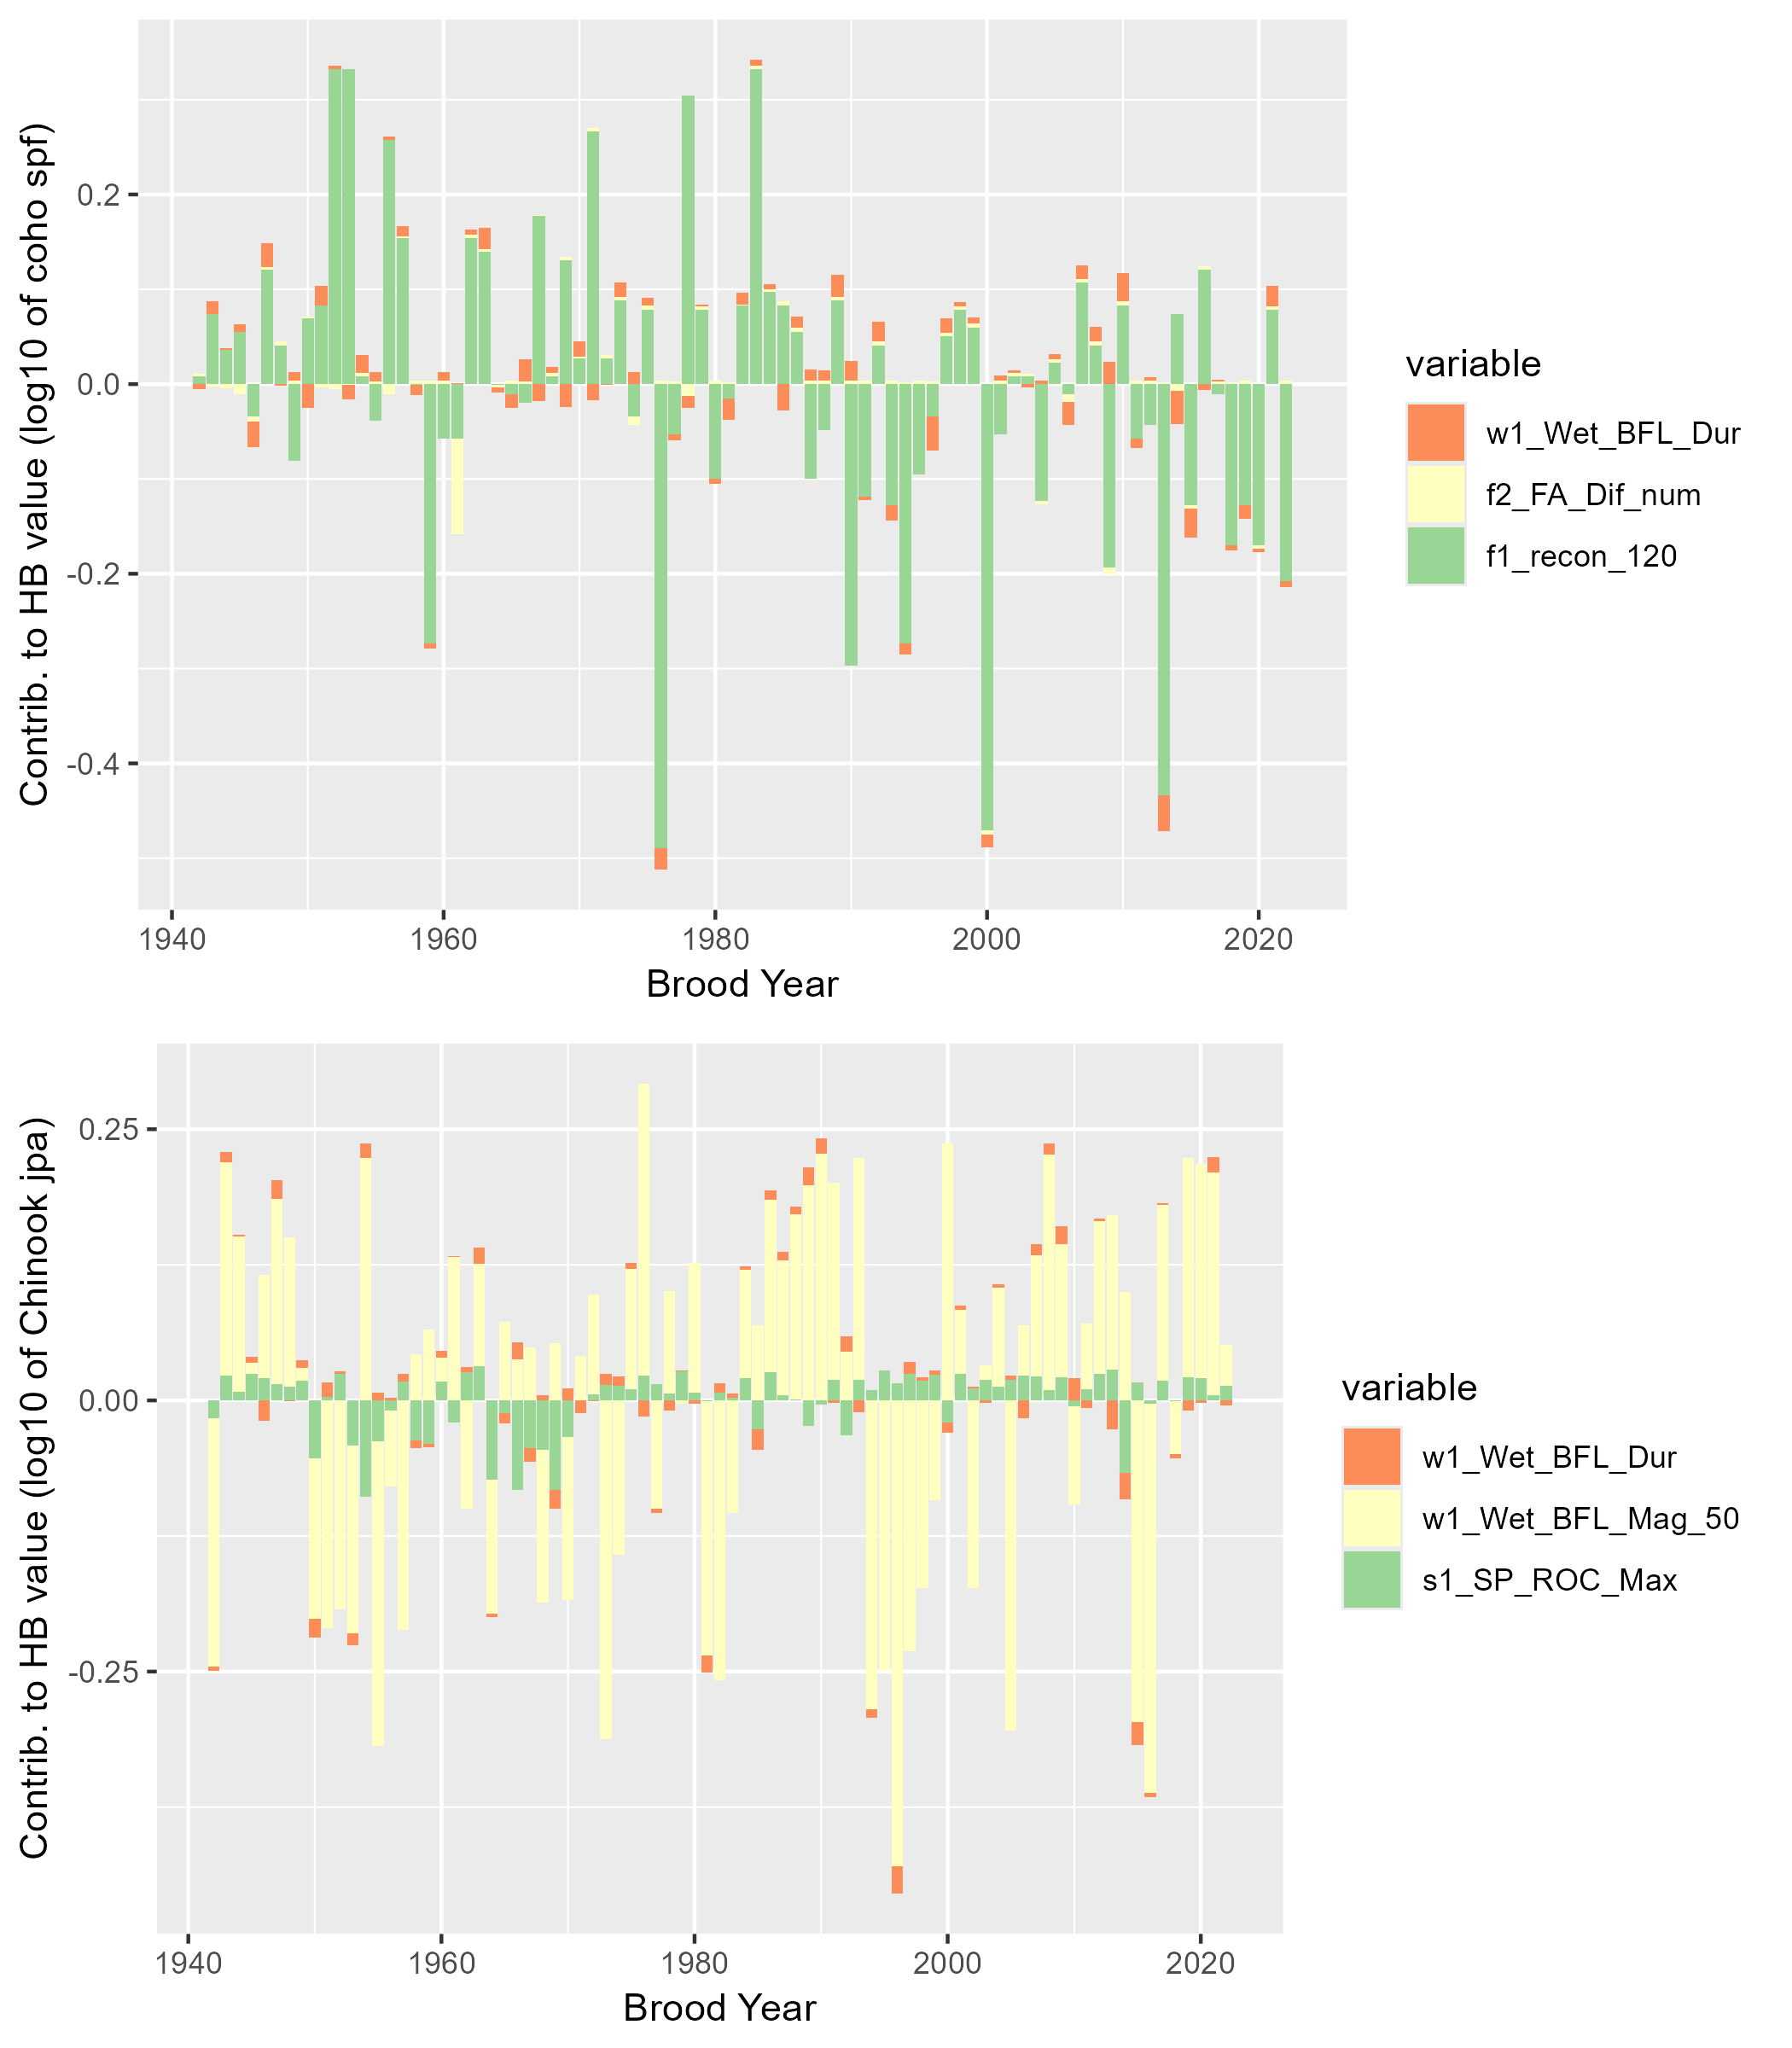 Contrib. to HB value (log10 of coho spf)
0.2
0.0
-0.2
-0.4
1940 1960 1980 2000 2020
Brood Year
variable
w1_Wet_BFL_Dur
f2_FA_Dif_num
f1_recon_120
Contrib. to HB value (log10 of Chinook jpa)
0.25
0.00
-0.25
1940 1960 1980 2000 2020
Brood Year
variable
w1_Wet_BFL_Dur
w1_Wet_BFL_Mag_50
s1_SP_ROC_Max